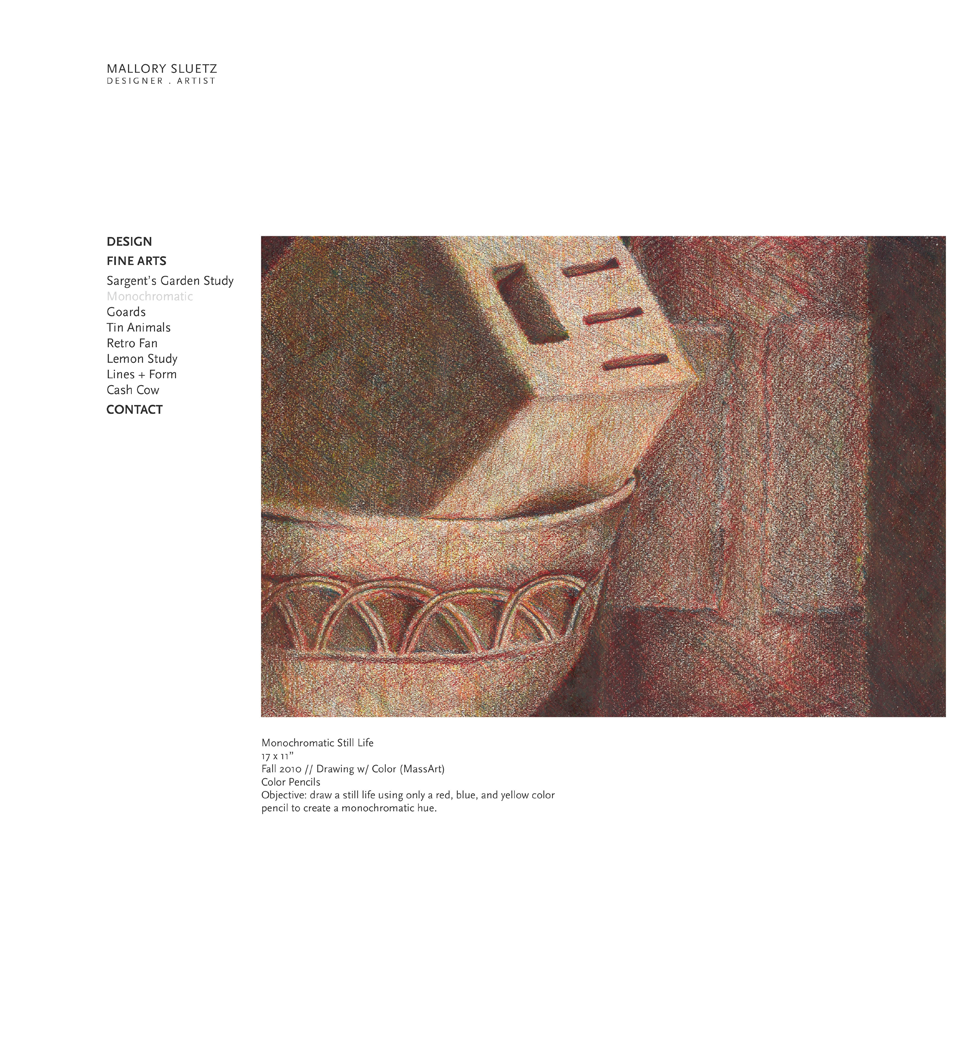 MALLORY SLUETZ
DESIGNER . ARTIST
DESIGN
FINE ARTS
Sargent's Garden Study
Monochromatic
Goards
Tin Animals
Retro Fan
Lemon Study
Lines + Form
Cash Cow
CONTACT
Monochromatic Still Life
17 x 11"
Fall 2010 // Drawing w/ Color (MassArt)
Color Pencils
Objective: draw a still life using only a red, blue, and yellow color
pencil to create a monochromatic hue.